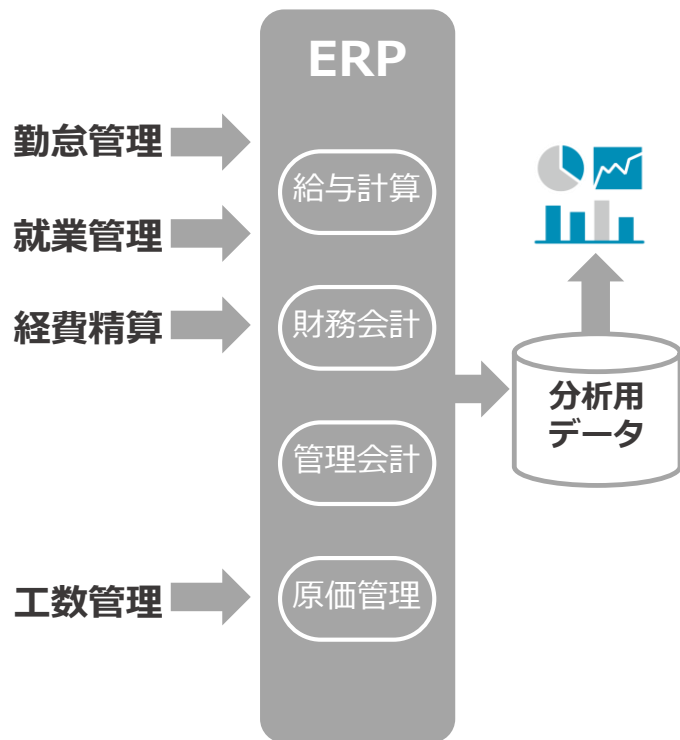 ERP
勤怠管理
給与計算
就業管理
経費精算
財務会計
分析用
データ
管理会計
工数管理
原価管理